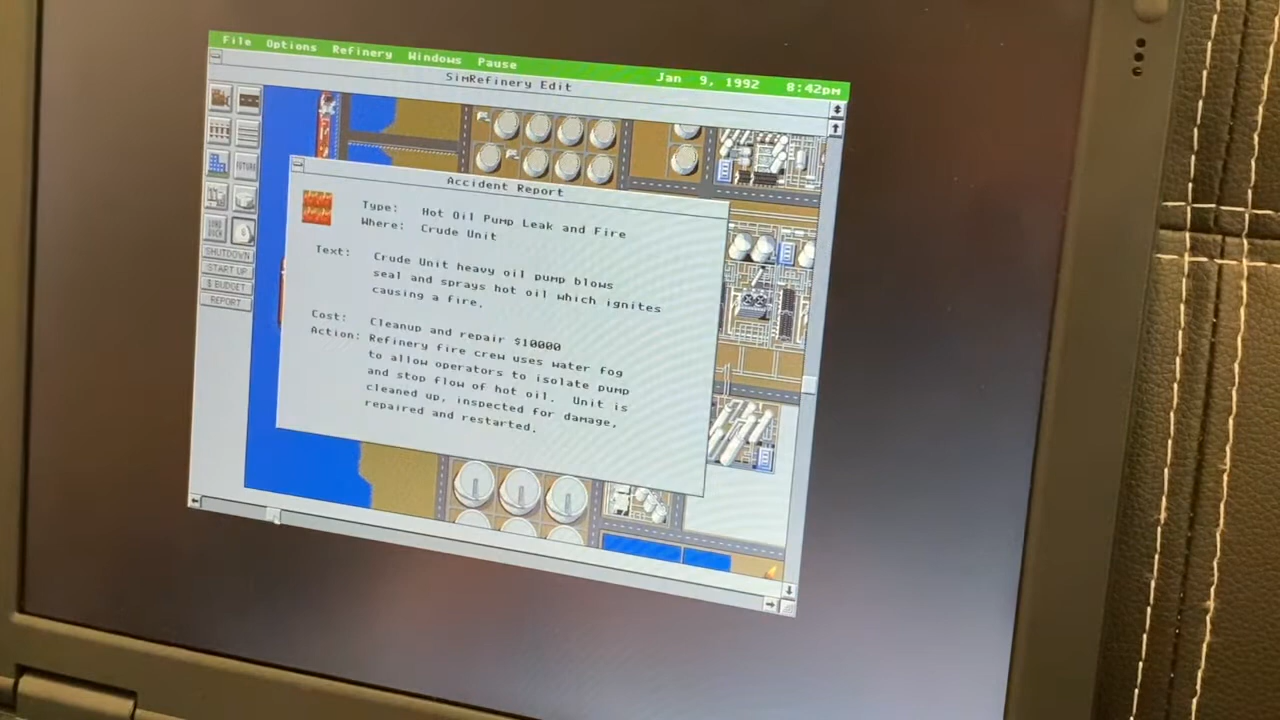 File Options Refinery Windows Pause Jan 9, 1992 8:42pm
SimRefinery Edit
FUTURE
SHUTDOWN
START UP
$ BUDGET
REPORT
Accident Report
Type: Hot Oil Pump Leak and Fire
Where: Crude Unit
Text: Crude Unit heavy oil pump blows
seal and sprays hot oil which ignites
causing a fire.
Cost: Cleanup and repair $10000
Action: Refinery fire crew uses water fog
to allow operators to isolate pump
and stop flow of hot oil. Unit is
cleaned up, inspected for damage,
repaired and restarted.